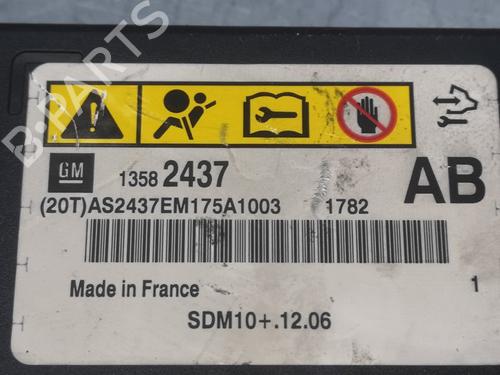 B-PARTS
GM 1358 2437 AB
(20T)AS2437EM175A1003 1782
Made in France 1
SDM10+.12.06